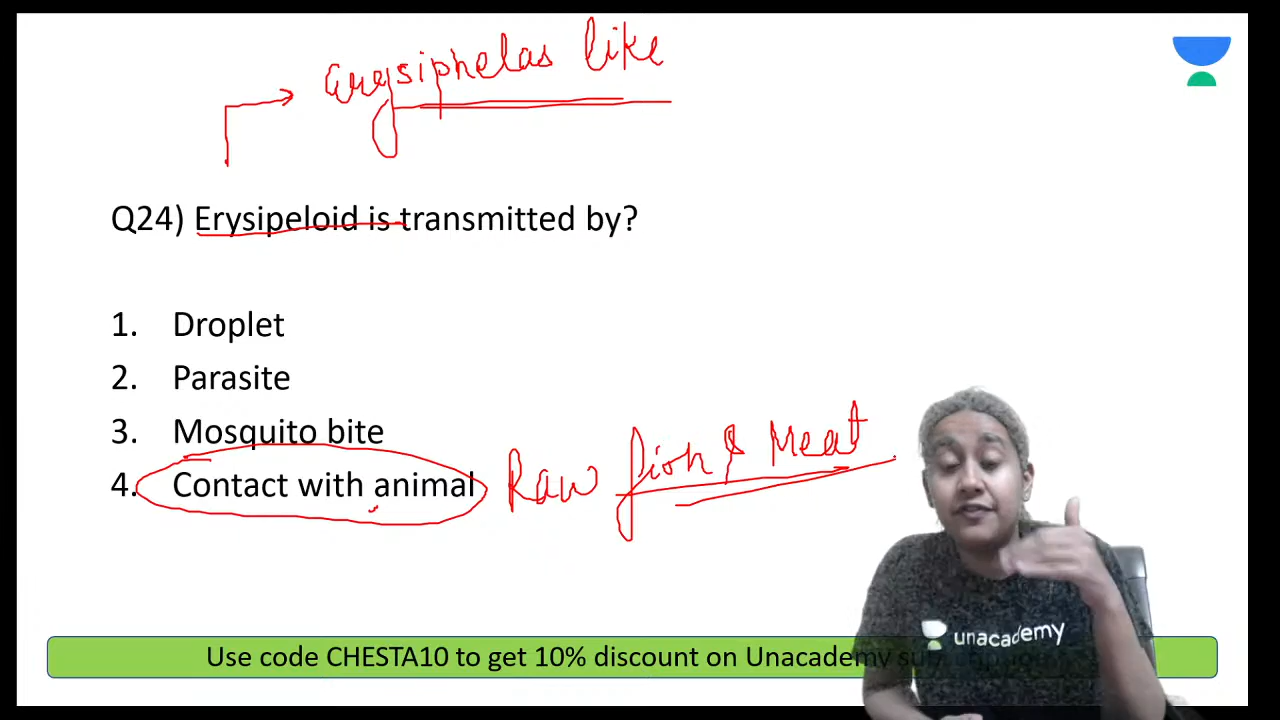 Erysiphelas like
Q24) Erysipeloid is transmitted by?
1. Droplet
2. Parasite
3. Mosquito bite
4. Contact with animal Raw fish & Meat
unacademy
Use code CHESTA10 to get 10% discount on Unacademy